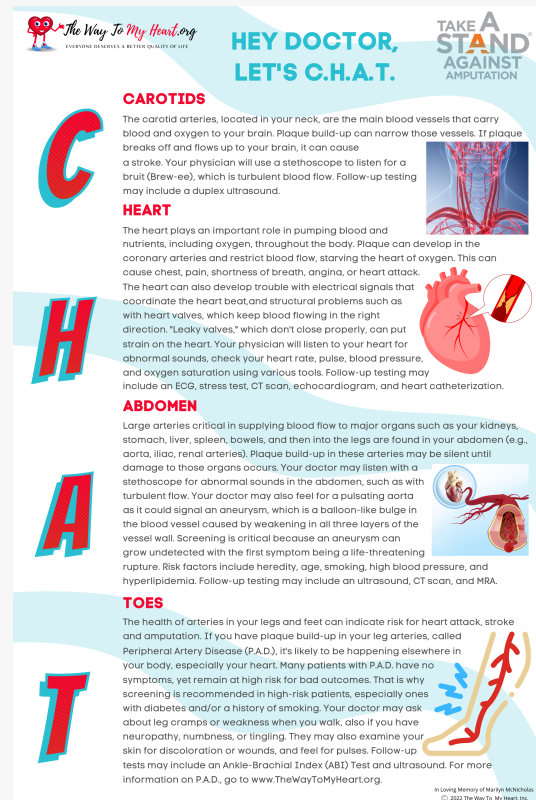 The Way To My Heart.org
EVERYONE DESERVES A BETTER QUALITY OF LIFE
HEY DOCTOR,
LET'S C.H.A.T.
TAKE A
STAND®
AGAINST
AMPUTATION
C
CAROTIDS
The carotid arteries, located in your neck, are the main blood vessels that carry
blood and oxygen to your brain. Plaque build-up can narrow those vessels. If plaque
breaks off and flows up to your brain, it can cause
a stroke. Your physician will use a stethoscope to listen for a
bruit (Brew-ee), which is turbulent blood flow. Follow-up testing
may include a duplex ultrasound.
H
HEART
The heart plays an important role in pumping blood and
nutrients, including oxygen, throughout the body. Plaque can develop in the
coronary arteries and restrict blood flow, starving the heart of oxygen. This can
cause chest, pain, shortness of breath, angina, or heart attack.
The heart can also develop trouble with electrical signals that
coordinate the heart beat,and structural problems such as
with heart valves, which keep blood flowing in the right
direction. "Leaky valves," which don't close properly, can put
strain on the heart. Your physician will listen to your heart for
abnormal sounds, check your heart rate, pulse, blood pressure,
and oxygen saturation using various tools. Follow-up testing may
include an ECG, stress test, CT scan, echocardiogram, and heart catheterization.
A
ABDOMEN
Large arteries critical in supplying blood flow to major organs such as your kidneys,
stomach, liver, spleen, bowels, and then into the legs are found in your abdomen (e.g.,
aorta, iliac, renal arteries). Plaque build-up in these arteries may be silent until
damage to those organs occurs. Your doctor may listen with a
stethoscope for abnormal sounds in the abdomen, such as with
turbulent flow. Your doctor may also feel for a pulsating aorta
as it could signal an aneurysm, which is a balloon-like bulge in
the blood vessel caused by weakening in all three layers of the
vessel wall. Screening is critical because an aneurysm can
grow undetected with the first symptom being a life-threatening
rupture. Risk factors include heredity, age, smoking, high blood pressure, and
hyperlipidemia. Follow-up testing may include an ultrasound, CT scan, and MRA.
T
TOES
The health of arteries in your legs and feet can indicate risk for heart attack, stroke
and amputation. If you have plaque build-up in your leg arteries, called
Peripheral Artery Disease (P.A.D.), it's likely to be happening elsewhere in
your body, especially your heart. Many patients with P.A.D. have no
symptoms, yet remain at high risk for bad outcomes. That is why
screening is recommended in high-risk patients, especially ones
with diabetes and/or a history of smoking. Your doctor may ask
about leg cramps or weakness when you walk, also if you have
neuropathy, numbness, or tingling. They may also examine your
skin for discoloration or wounds, and feel for pulses. Follow-up
tests may include an Ankle-Brachial Index (ABI) Test and ultrasound. For more
information on P.A.D., go to www.TheWayToMyHeart.org.
In Loving Memory of Marilyn McNicholas
© 2022 The Way To My Heart, Inc.